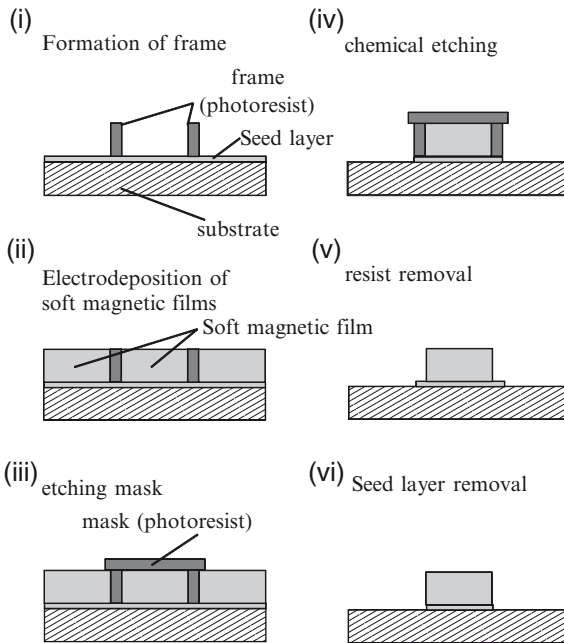 (i)
Formation of frame
frame
(photoresist)
Seed layer
substrate
(ii)
Electrodeposition of
soft magnetic films
Soft magnetic film
(iii)
etching mask
mask (photoresist)
(iv)
chemical etching
(v)
resist removal
(vi)
Seed layer removal